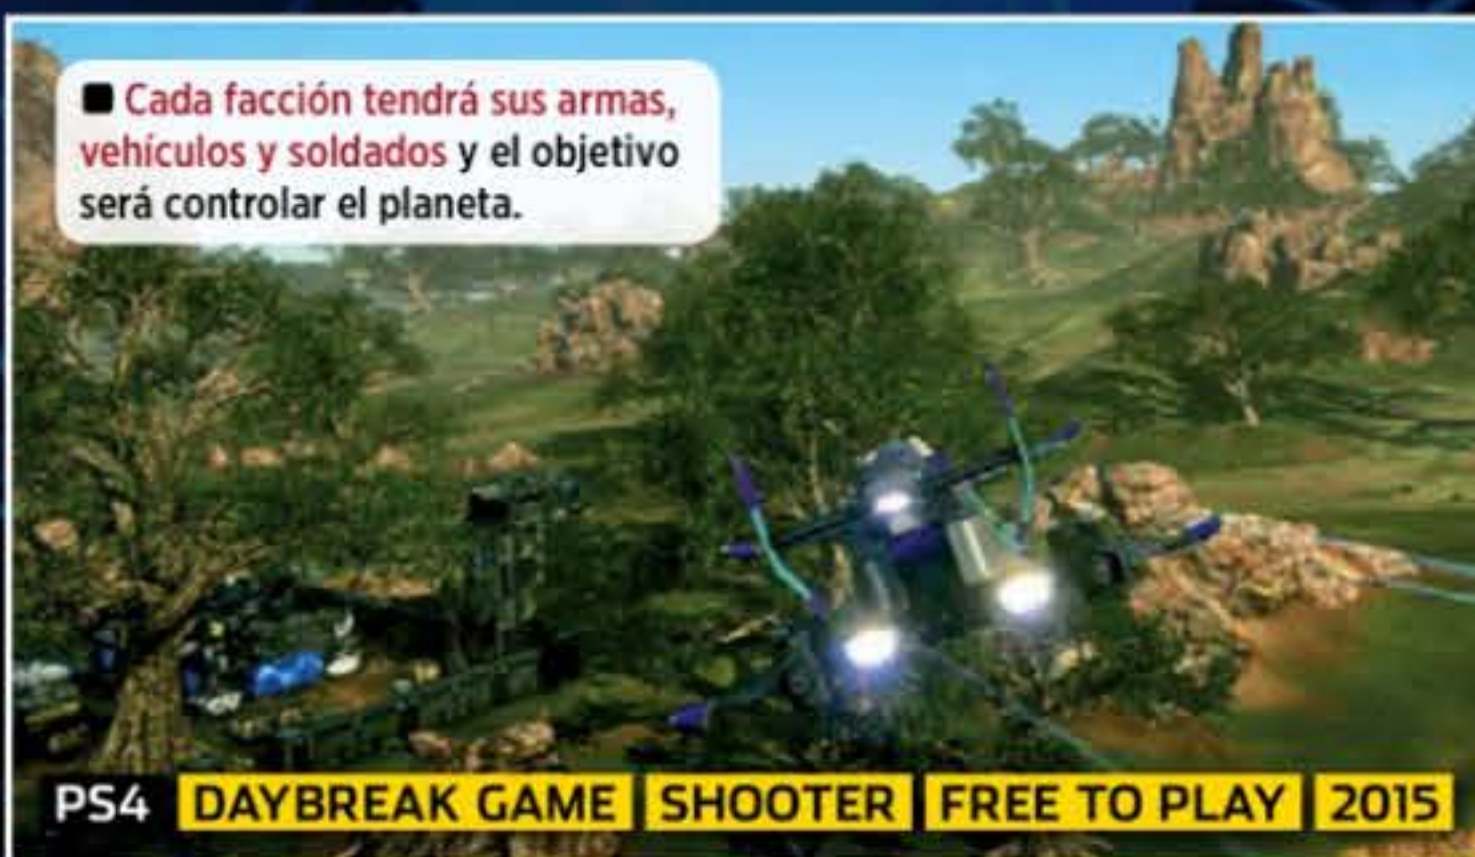 ■ Cada facción tendrá sus armas,
vehículos y soldados y el objetivo
será controlar el planeta.
PS4 DAYBREAK GAME SHOOTER FREE TO PLAY 2015